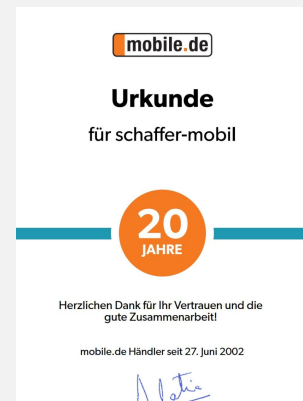 mobile.de
Urkunde
für schaffer-mobil
20
JAHRE
Herzlichen Dank für Ihr Vertrauen und die
gute Zusammenarbeit!
mobile.de Händler seit 27. Juni 2002